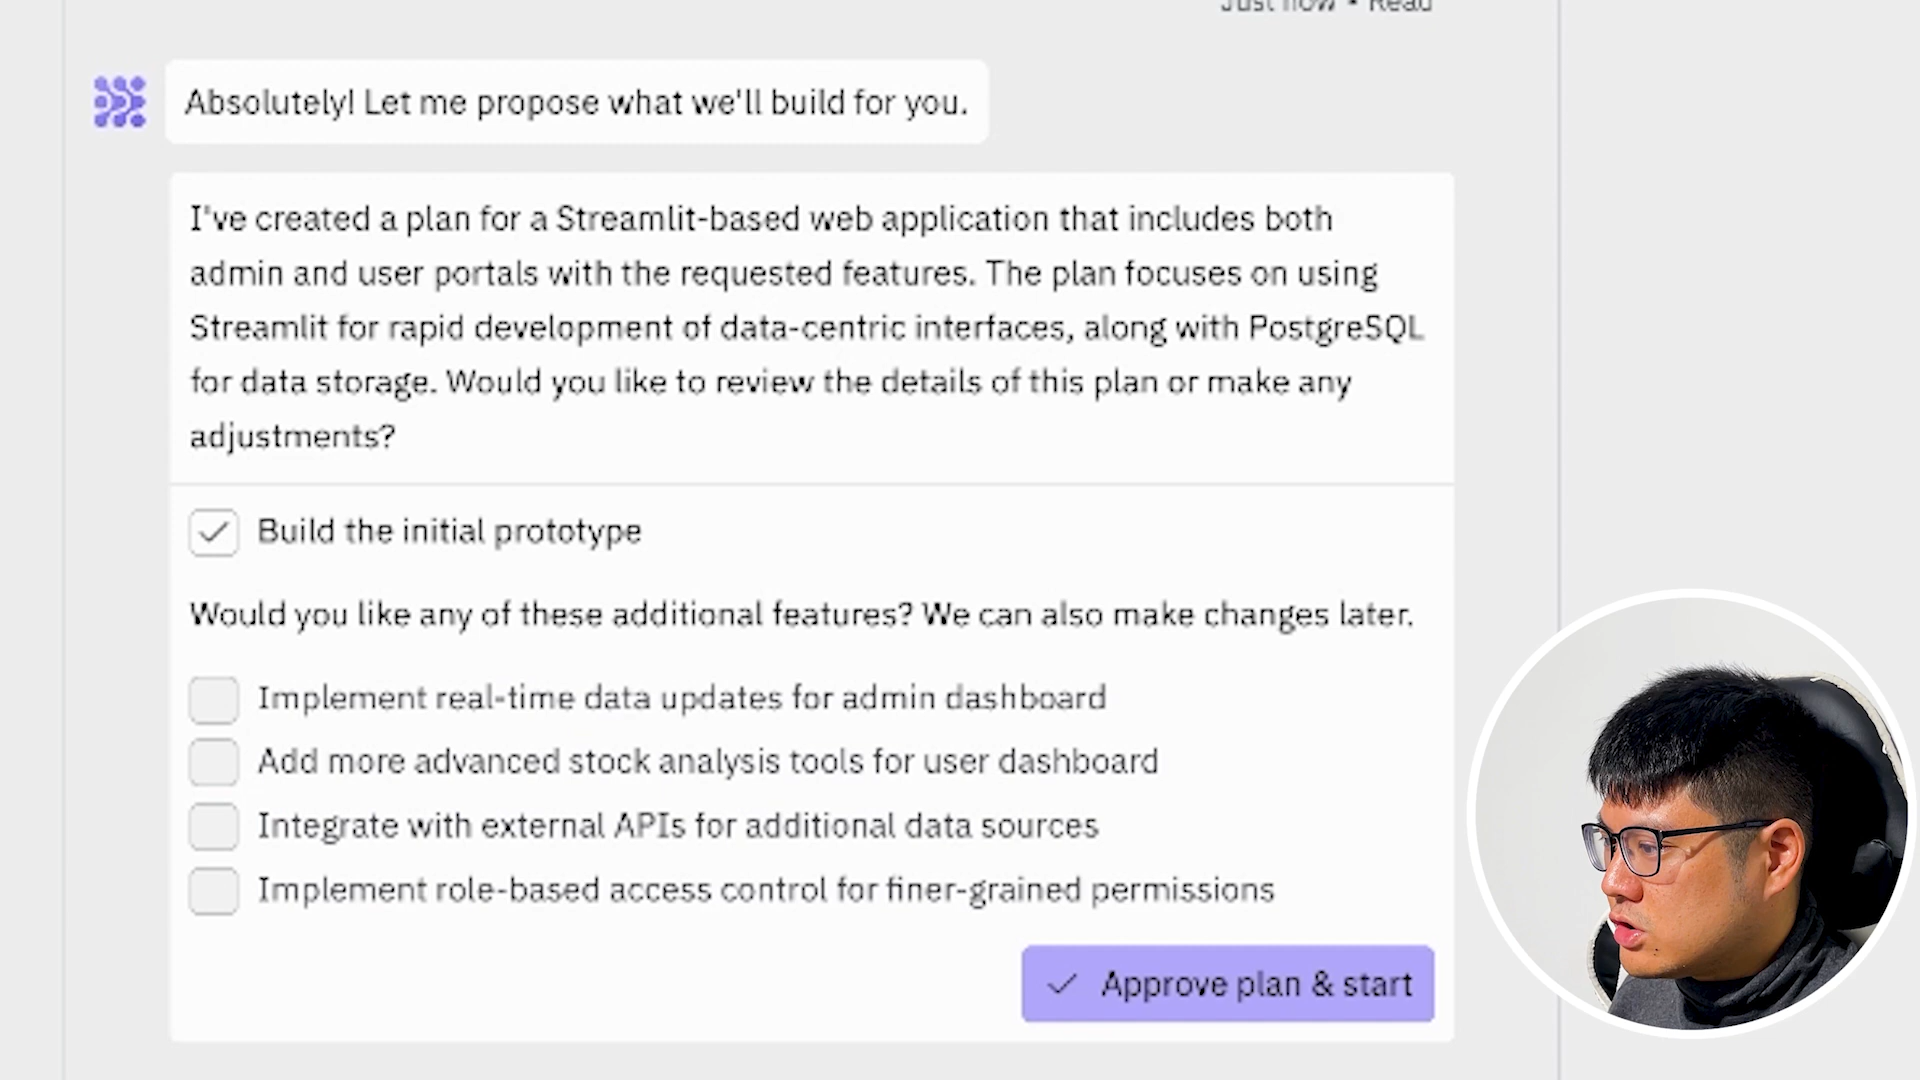 Just now • Read
Absolutely! Let me propose what we'll build for you.
I've created a plan for a Streamlit-based web application that includes both
admin and user portals with the requested features. The plan focuses on using
Streamlit for rapid development of data-centric interfaces, along with PostgreSQL
for data storage. Would you like to review the details of this plan or make any
adjustments?
Build the initial prototype
Would you like any of these additional features? We can also make changes later.
Implement real-time data updates for admin dashboard
Add more advanced stock analysis tools for user dashboard
Integrate with external APIs for additional data sources
Implement role-based access control for finer-grained permissions
Approve plan & start